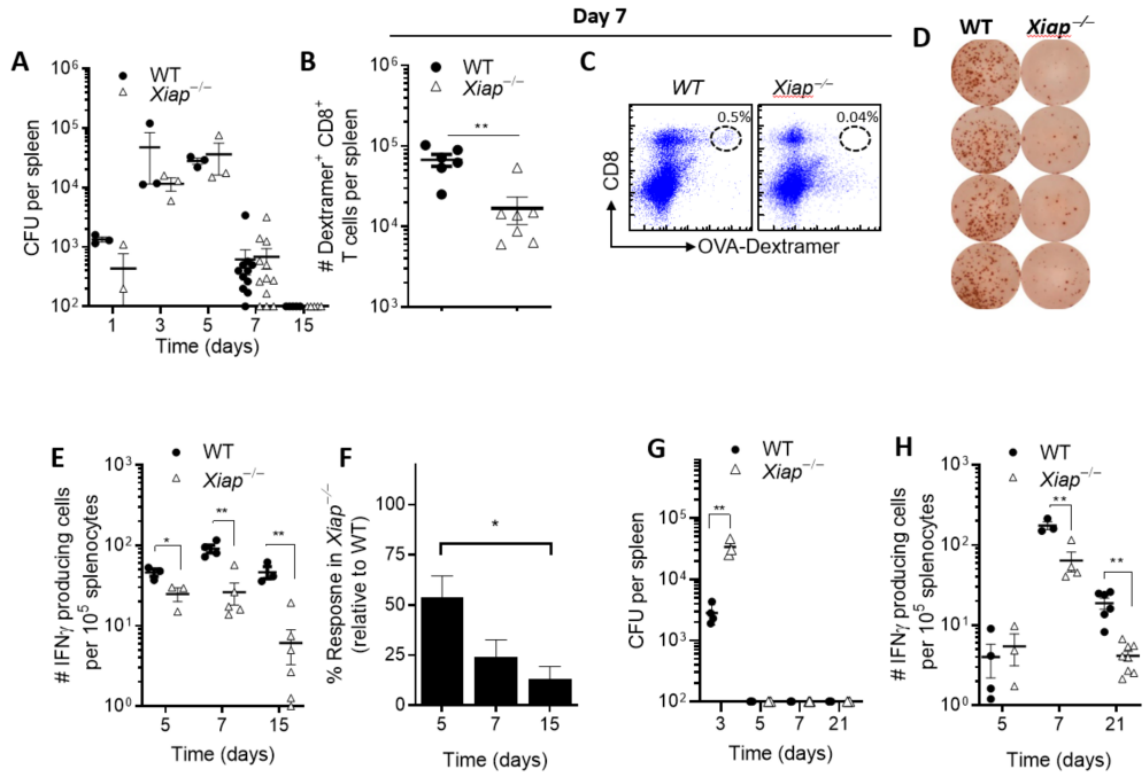 Day 7
A
CFU per spleen
10⁶
10⁵
10⁴
10³
10²
WT
Xiap⁻/⁻
1 3 5 7 15
Time (days)
B
# Dextramer⁺ CD8⁺
T cells per spleen
10⁶
10⁵
10⁴
10³
WT
Xiap⁻/⁻
**
C
WT Xiap⁻/⁻
0.5% 0.04%
CD8
OVA-Dextramer
D
WT Xiap⁻/⁻
E
# IFNγ producing cells
per 10⁵ splenocytes
10³
10²
10¹
10⁰
WT
Xiap⁻/⁻
* ** **
5 7 15
Time (days)
F
% Resposne in Xiap⁻/⁻
(relative to WT)
100
75
50
25
0
*
5 7 15
Time (days)
G
CFU per spleen
10⁵
10⁴
10³
10²
WT
Xiap⁻/⁻
**
3 5 7 21
Time (days)
H
# IFNγ producing cells
per 10⁵ splenocytes
10³
10²
10¹
10⁰
WT
Xiap⁻/⁻
** **
5 7 21
Time (days)